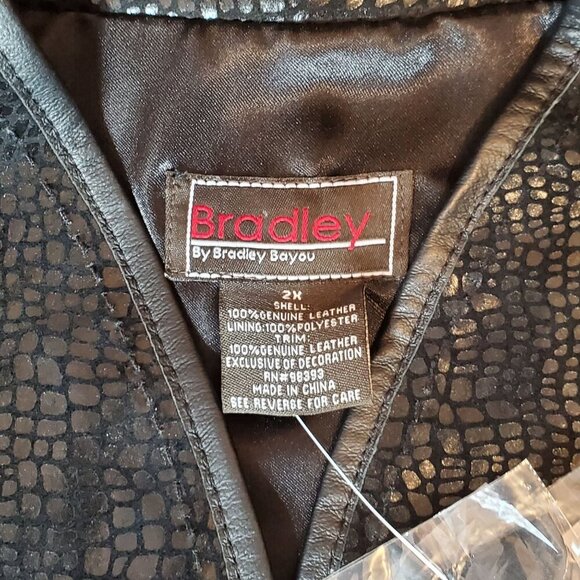 Bradley
By Bradley Bayou
2X
SHELL:
100%GENUINE LEATHER
LINING:100%POLYESTER
TRIM:
100%GENUINE LEATHER
EXCLUSIVE OF DECORATION
RN#98393
MADE IN CHINA
SEE REVERSE FOR CARE